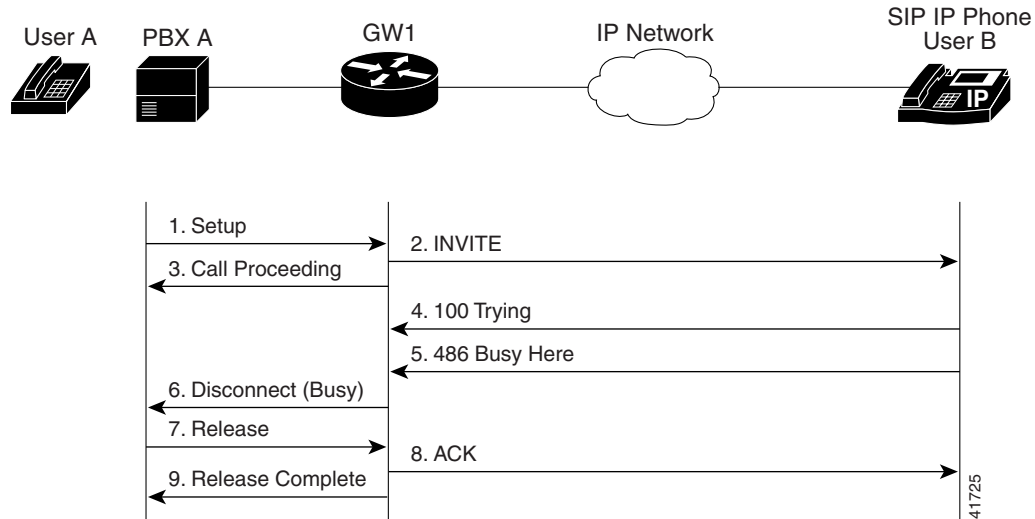 User A
PBX A
GW1
IP Network
SIP IP Phone
User B
IP
1. Setup
2. INVITE
3. Call Proceeding
4. 100 Trying
5. 486 Busy Here
6. Disconnect (Busy)
7. Release
8. ACK
9. Release Complete
41725